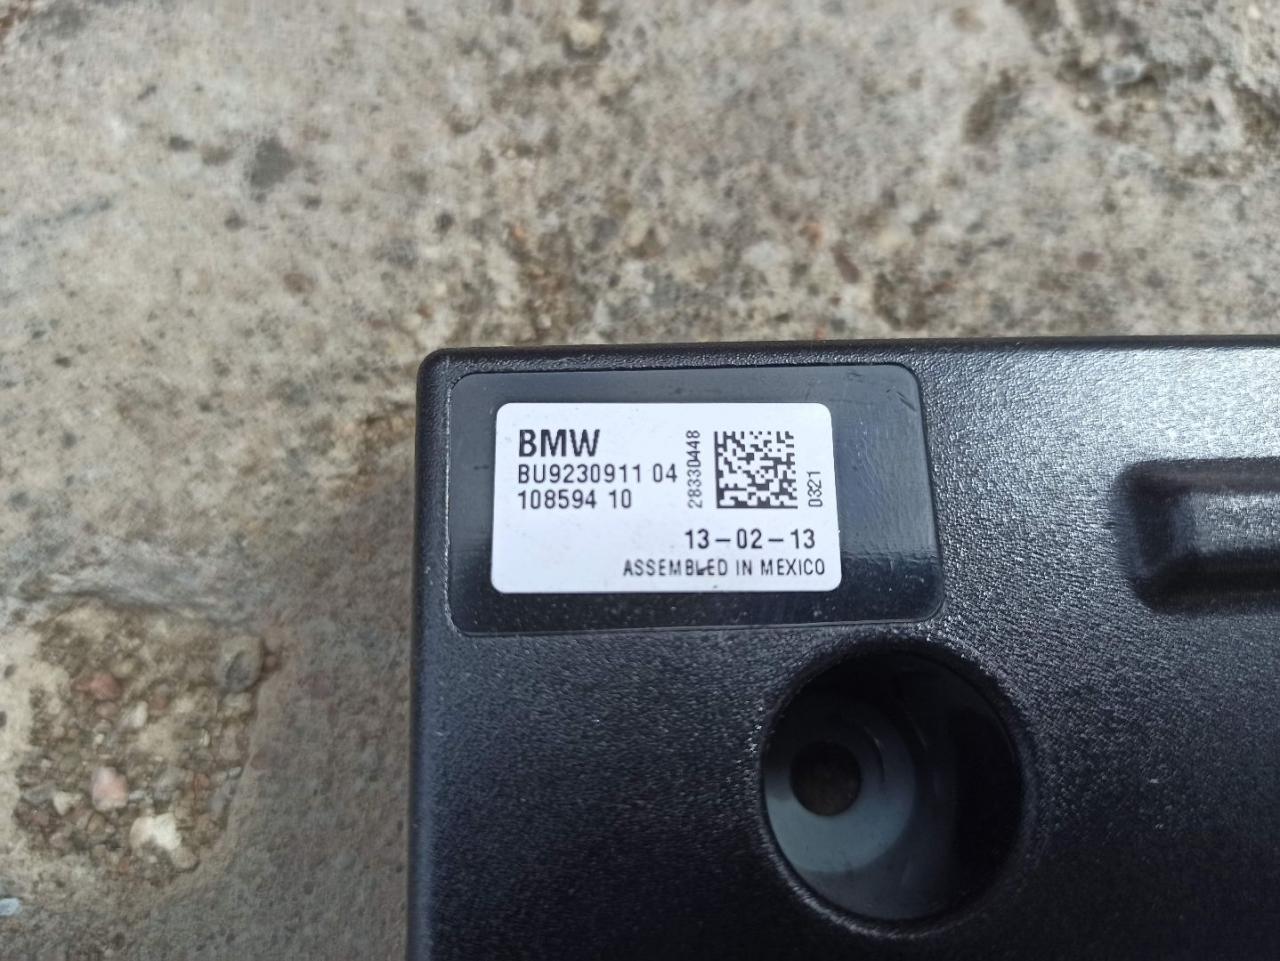 BMW
BU9230911 04
108594 10
28330448
0321
13-02-13
ASSEMBLED IN MEXICO